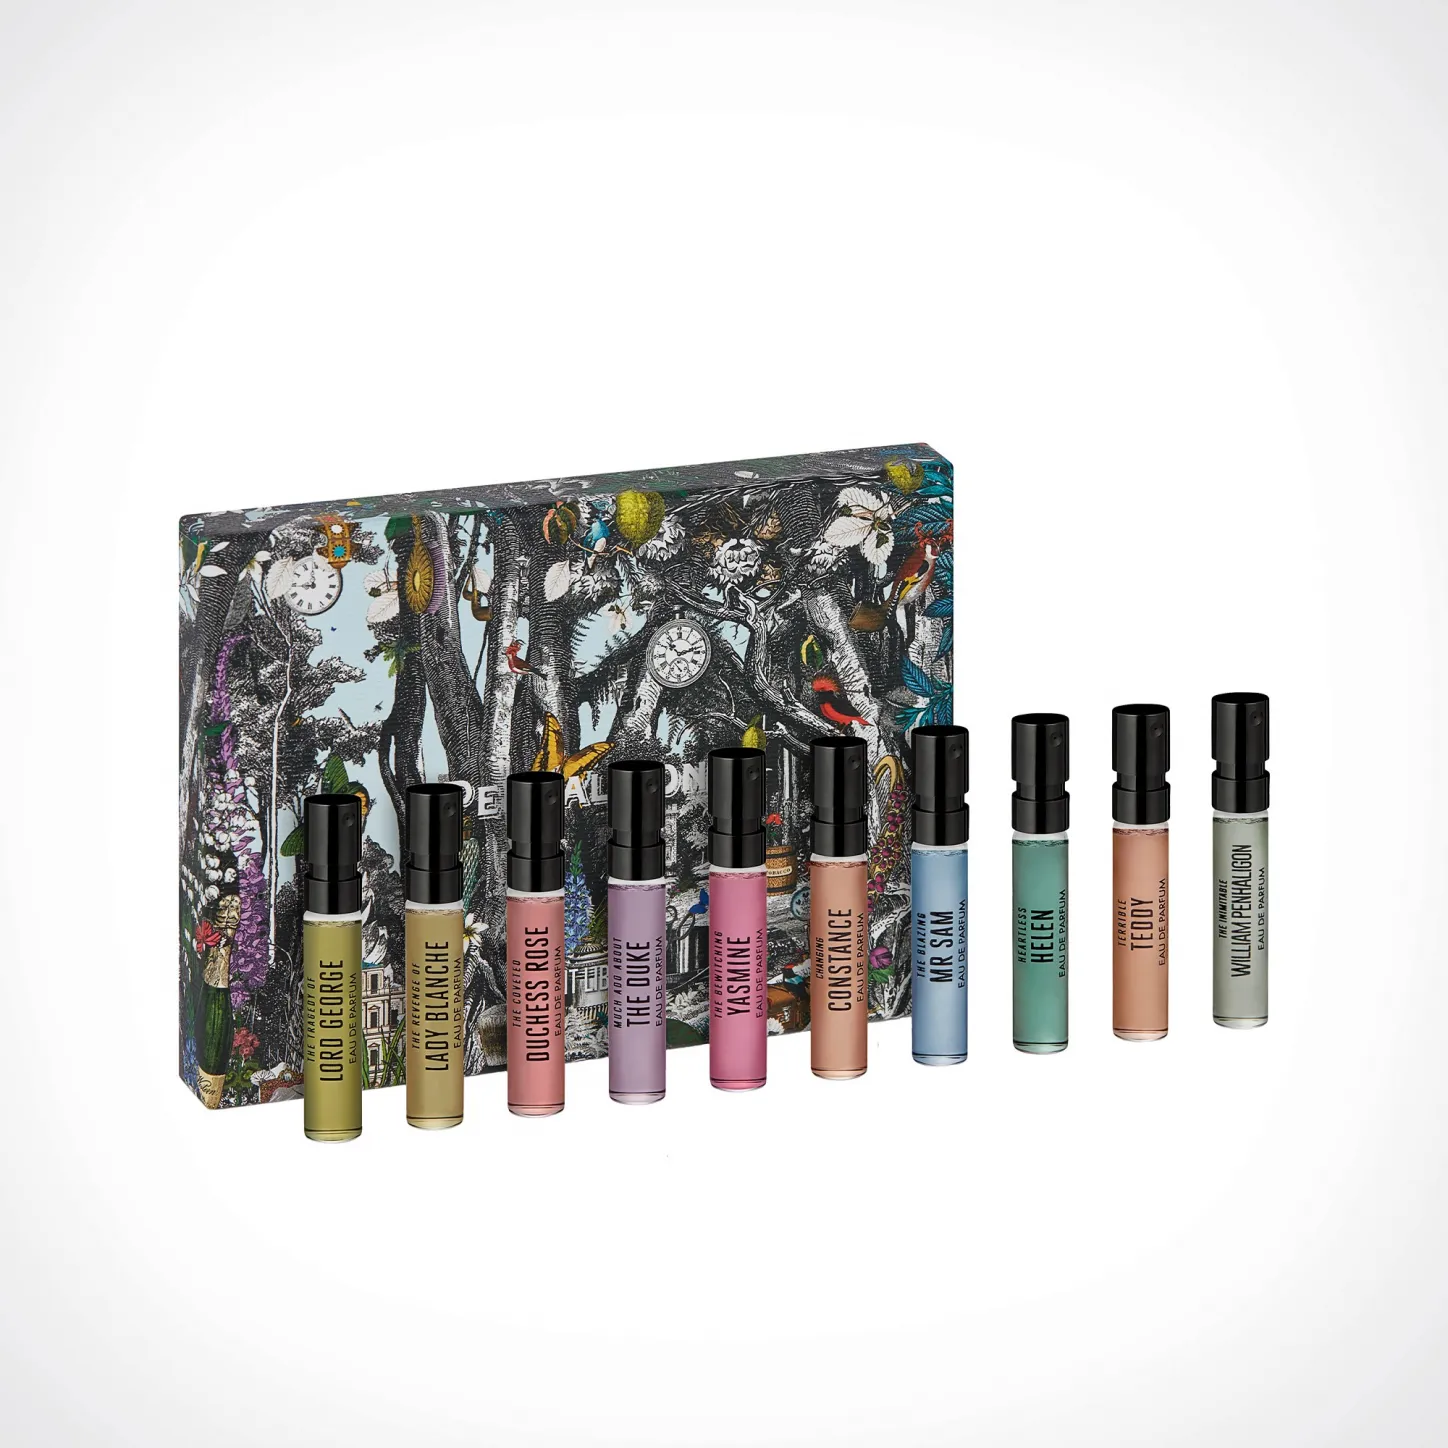 THE TRAGEDY OF
LORD GEORGE
EAU DE PARFUM
THE REVENGE OF
LADY BLANCHE
EAU DE PARFUM
THE COVETED
DUCHESS ROSE
EAU DE PARFUM
MUCH ADO ABOUT
THE DUKE
EAU DE PARFUM
THE BEWITCHING
YASMINE
EAU DE PARFUM
CHANGING
CONSTANCE
EAU DE PARFUM
THE BLAZING
MR SAM
EAU DE PARFUM
HEARTLESS
HELEN
EAU DE PARFUM
TERRIBLE
TEDDY
EAU DE PARFUM
THE INIMITABLE
WILLIAM PENHALIGON
EAU DE PARFUM